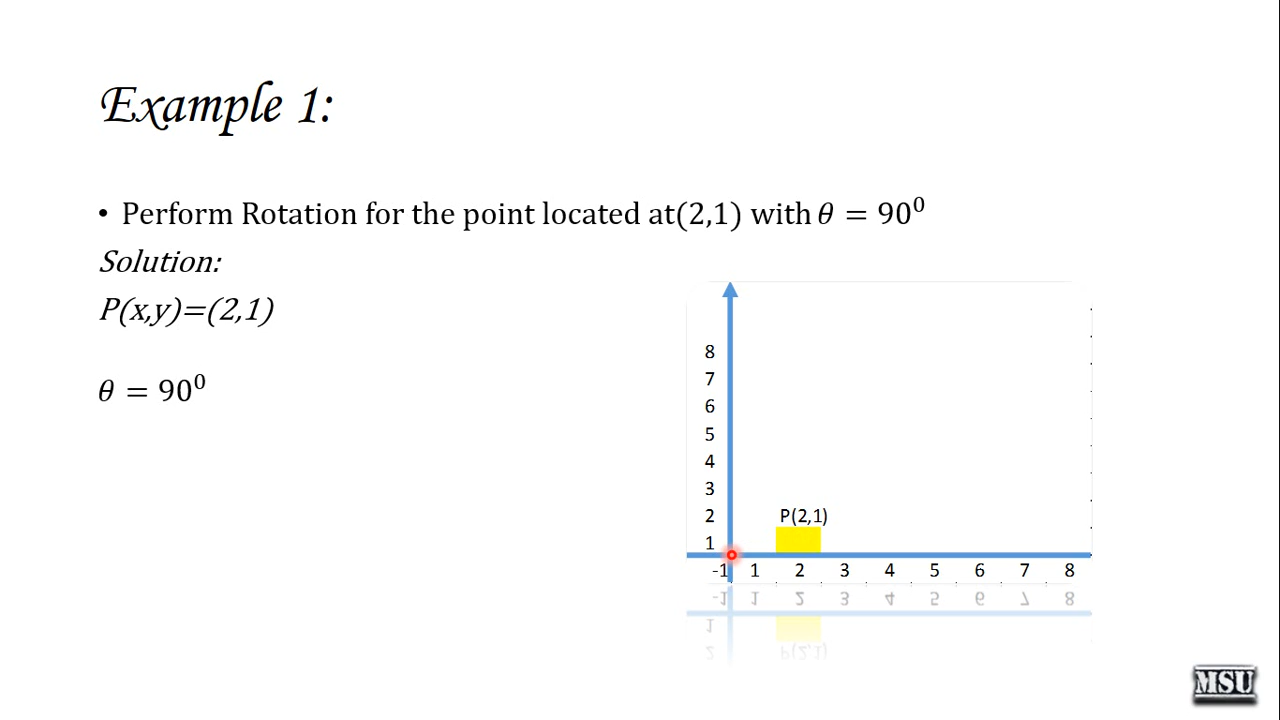 Example 1:
• Perform Rotation for the point located at(2,1) with θ = 90⁰
Solution:
P(x,y)=(2,1)
θ = 90⁰
8
7
6
5
4
3
2 P(2,1)
1
-1 1 2 3 4 5 6 7 8
MSU